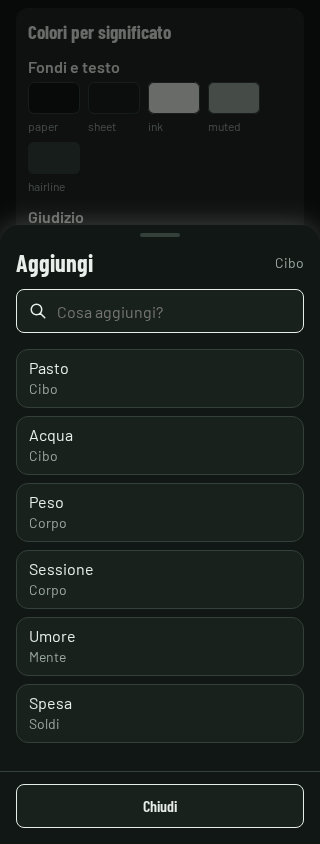 Colori per significato
Fondi e testo
paper
sheet
ink
muted
hairline
Giudizio
Aggiungi
Cibo
Cosa aggiungi?
Pasto
Cibo
Acqua
Cibo
Peso
Corpo
Sessione
Corpo
Umore
Mente
Spesa
Soldi
Chiudi